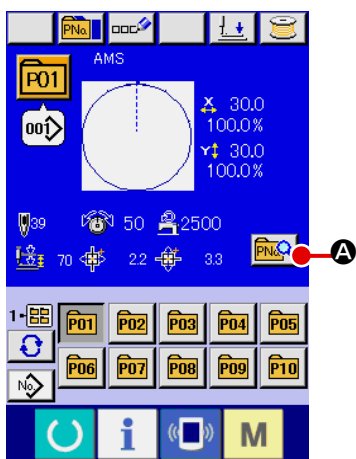 PNo.
AMS
P01
001
X 30.0
100.0%
Y 30.0
100.0%
39 50 2500
70 2.2 3.3
PNo. A
1-
P01 P02 P03 P04 P05
P06 P07 P08 P09 P10
No.
i M